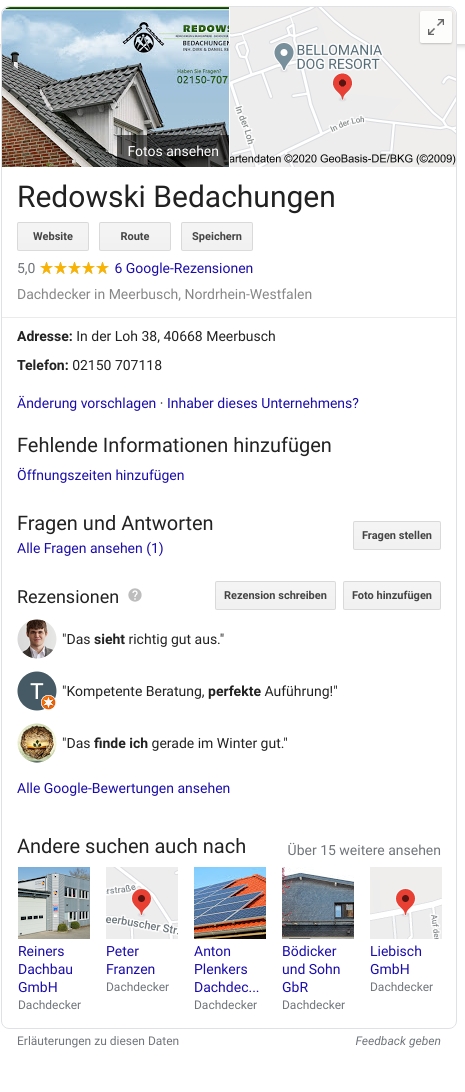 REDOWS
BEDACHUNGEN
Haben Sie Fragen?
02150-707
Fotos ansehen
BELLOMANIA
DOG RESORT
In der Loh
In der Loh
artendaten ©2020 GeoBasis-DE/BKG (©2009)
Redowski Bedachungen
Website Route Speichern
5,0 ★★★★★ 6 Google-Rezensionen
Dachdecker in Meerbusch, Nordrhein-Westfalen
Adresse: In der Loh 38, 40668 Meerbusch
Telefon: 02150 707118
Änderung vorschlagen · Inhaber dieses Unternehmens?
Fehlende Informationen hinzufügen
Öffnungszeiten hinzufügen
Fragen und Antworten
Fragen stellen
Alle Fragen ansehen (1)
Rezensionen ? Rezension schreiben Foto hinzufügen
"Das sieht richtig gut aus."
T "Kompetente Beratung, perfekte Auführung!"
"Das finde ich gerade im Winter gut."
Alle Google-Bewertungen ansehen
Andere suchen auch nach Über 15 weitere ansehen
rstraße
eerbuscher Str.
Auf de
Reiners Dachbau GmbH
Dachdecker
Peter Franzen
Dachdecker
Anton Plenkers Dachdec...
Dachdecker
Bödicker und Sohn GbR
Dachdecker
Liebisch GmbH
Dachdecker
Erläuterungen zu diesen Daten Feedback geben